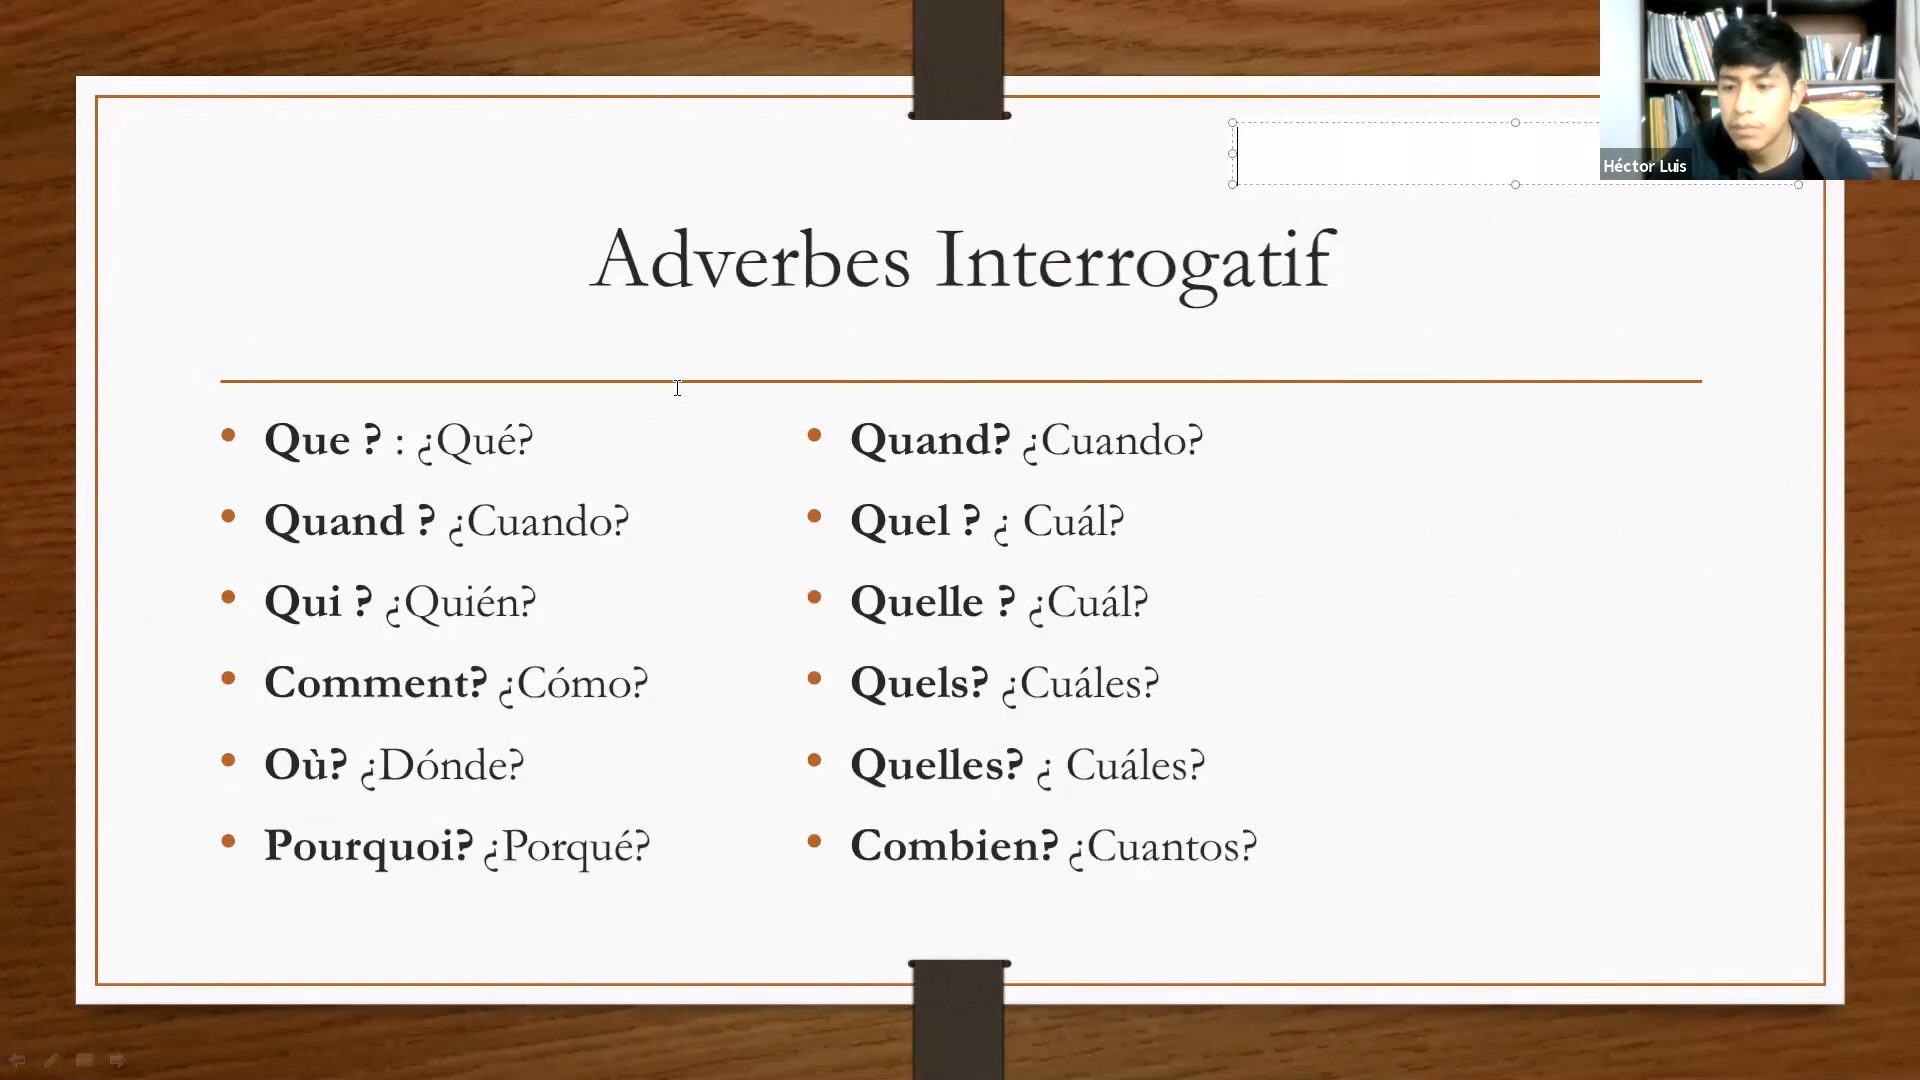 Héctor Luis
Adverbes Interrogatif
Que ? : ¿Qué?
Quand ? ¿Cuando?
Qui ? ¿Quién?
Comment? ¿Cómo?
Où? ¿Dónde?
Pourquoi? ¿Porqué?
Quand? ¿Cuando?
Quel ? ¿ Cuál?
Quelle ? ¿Cuál?
Quels? ¿Cuáles?
Quelles? ¿ Cuáles?
Combien? ¿Cuantos?